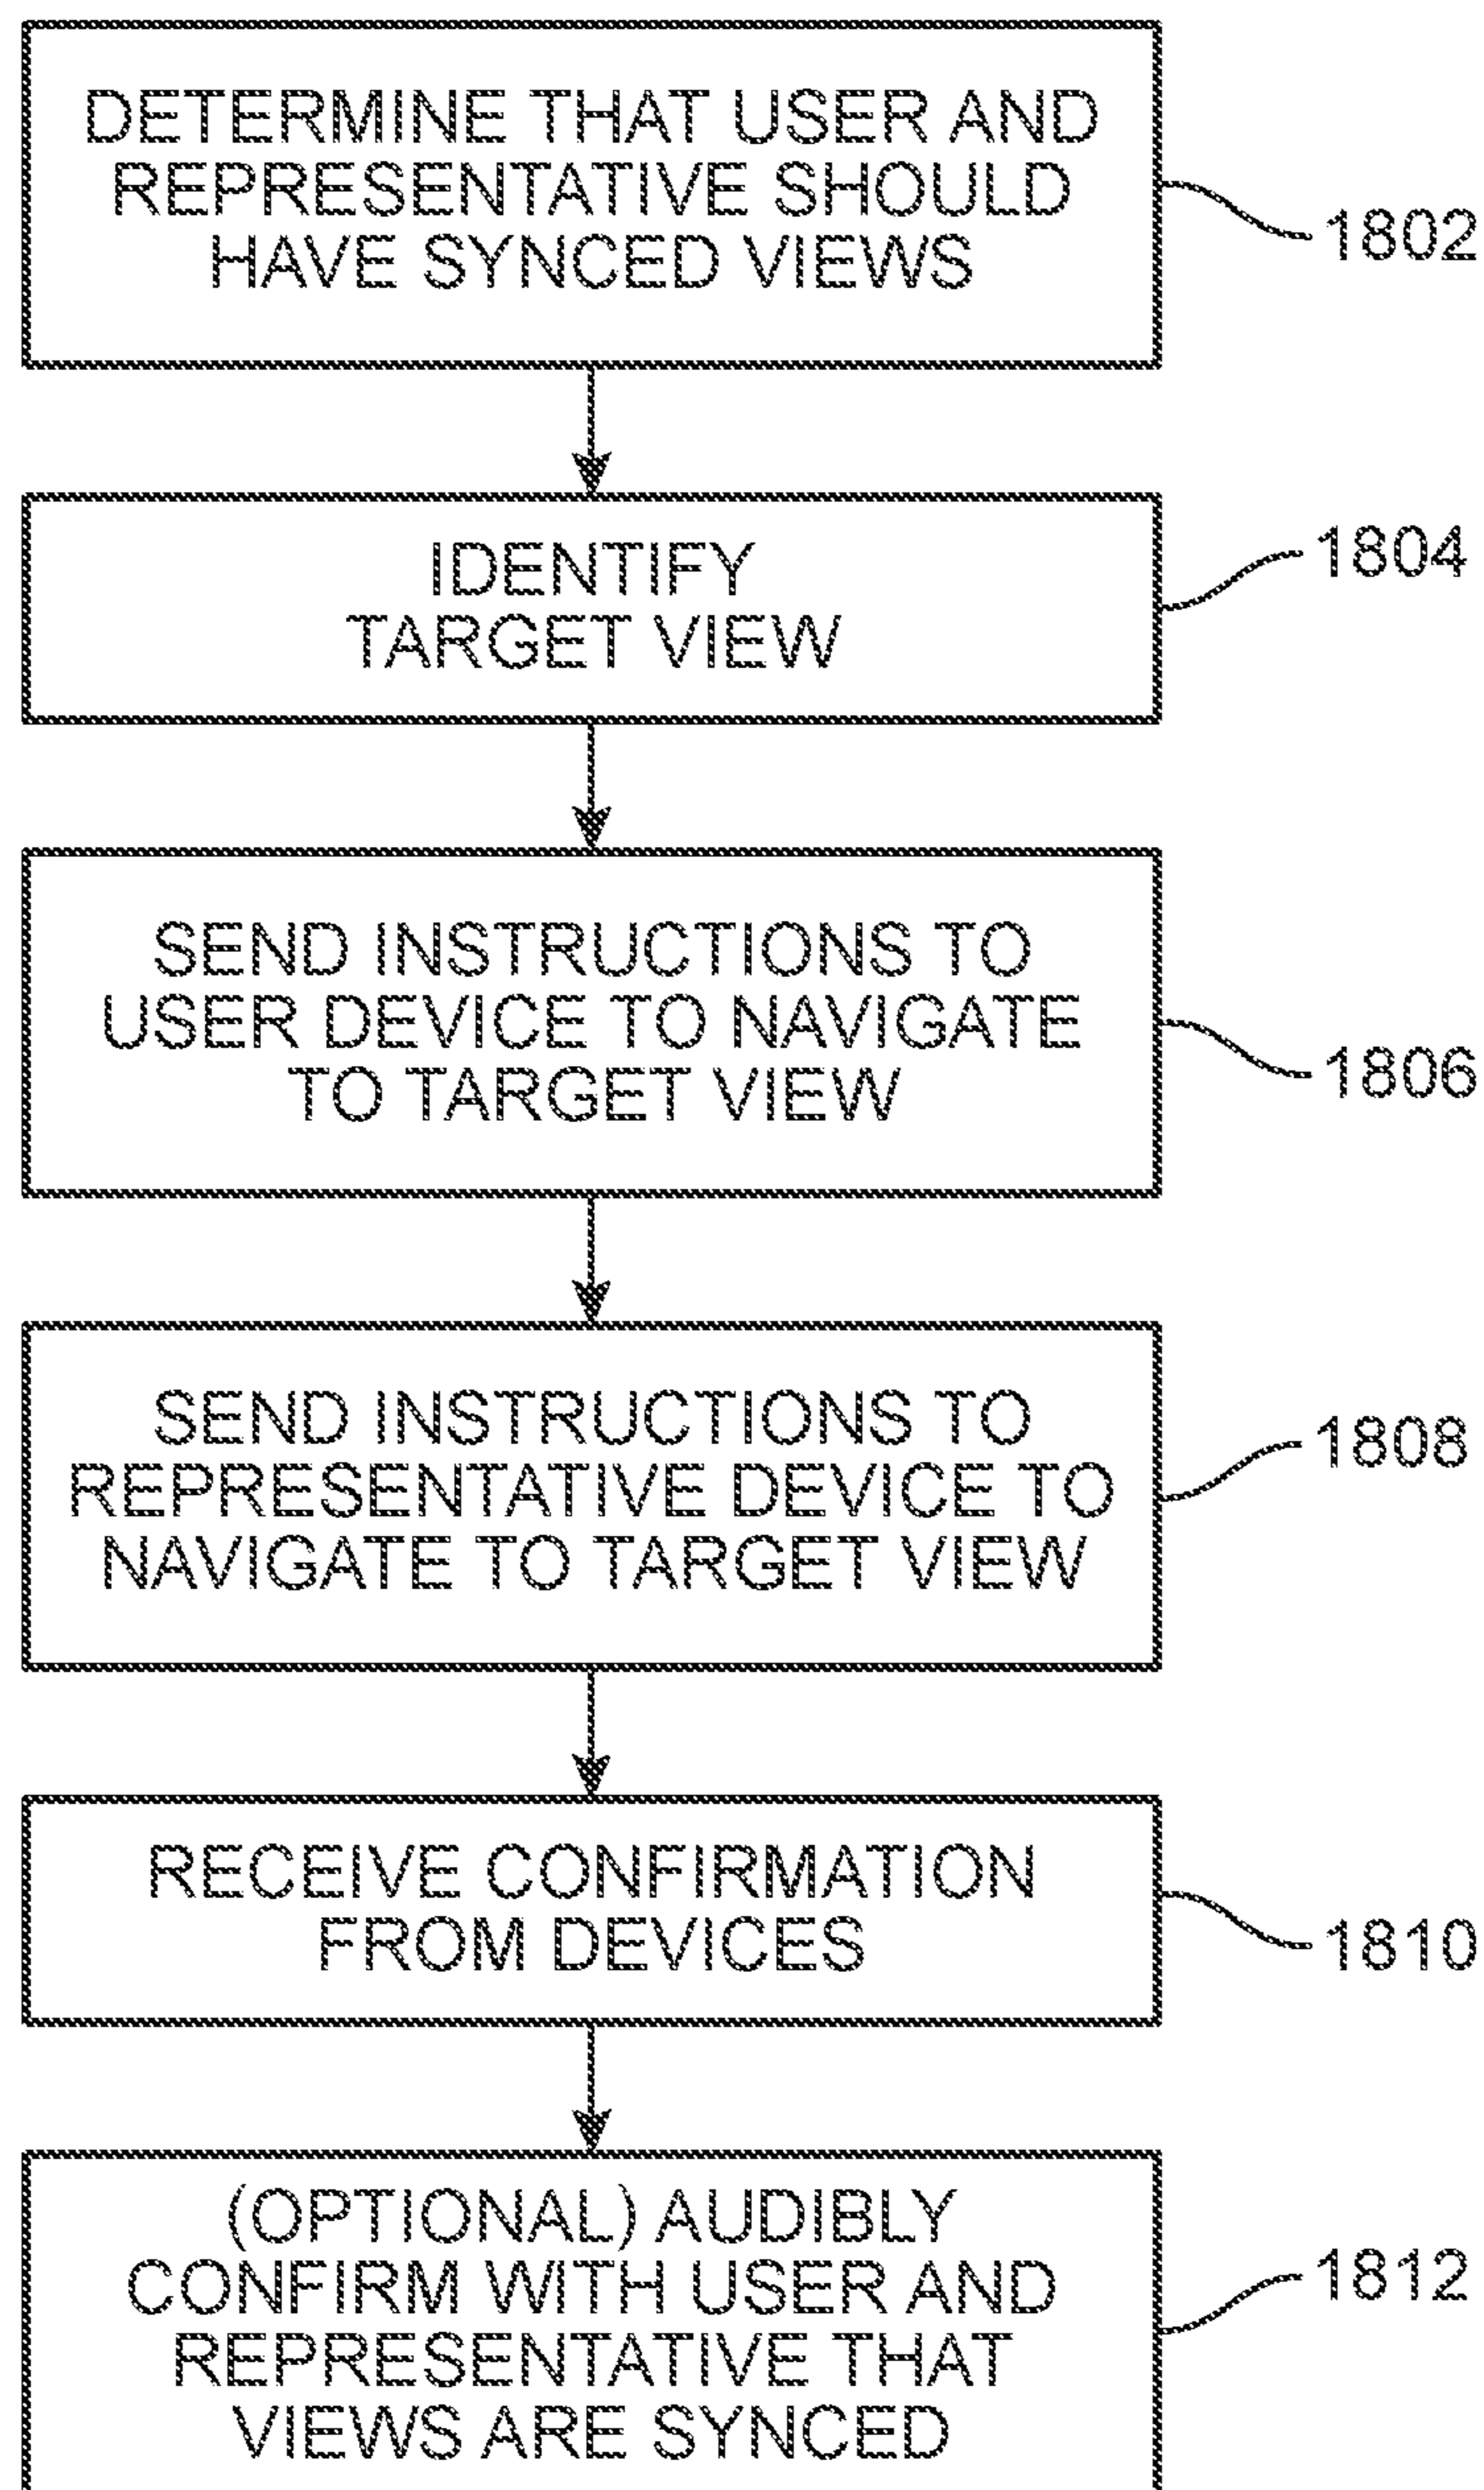 DETERMINE THAT USER AND
REPRESENTATIVE SHOULD
HAVE SYNCED VIEWS
1802
IDENTIFY
TARGET VIEW
1804
SEND INSTRUCTIONS TO
USER DEVICE TO NAVIGATE
TO TARGET VIEW
1806
SEND INSTRUCTIONS TO
REPRESENTATIVE DEVICE TO
NAVIGATE TO TARGET VIEW
1808
RECEIVE CONFIRMATION
FROM DEVICES
1810
(OPTIONAL) AUDIBLY
CONFIRM WITH USER AND
REPRESENTATIVE THAT
VIEWS ARE SYNCED
1812